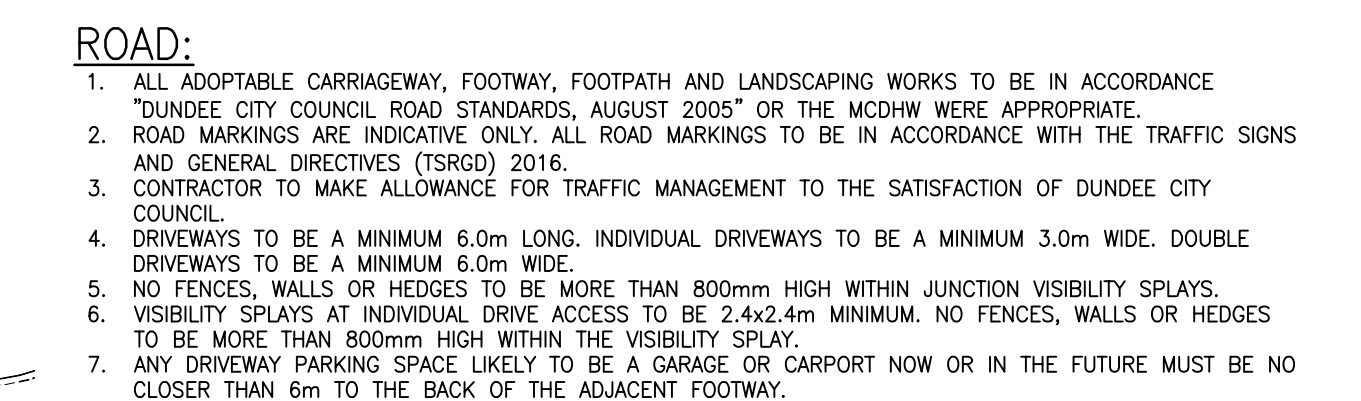 ROAD:
1. ALL ADOPTABLE CARRIAGEWAY, FOOTWAY, FOOTPATH AND LANDSCAPING WORKS TO BE IN ACCORDANCE
"DUNDEE CITY COUNCIL ROAD STANDARDS, AUGUST 2005" OR THE MCDHW WERE APPROPRIATE.
2. ROAD MARKINGS ARE INDICATIVE ONLY. ALL ROAD MARKINGS TO BE IN ACCORDANCE WITH THE TRAFFIC SIGNS
AND GENERAL DIRECTIVES (TSRGD) 2016.
3. CONTRACTOR TO MAKE ALLOWANCE FOR TRAFFIC MANAGEMENT TO THE SATISFACTION OF DUNDEE CITY
COUNCIL.
4. DRIVEWAYS TO BE A MINIMUM 6.0m LONG. INDIVIDUAL DRIVEWAYS TO BE A MINIMUM 3.0m WIDE. DOUBLE
DRIVEWAYS TO BE A MINIMUM 6.0m WIDE.
5. NO FENCES, WALLS OR HEDGES TO BE MORE THAN 800mm HIGH WITHIN JUNCTION VISIBILITY SPLAYS.
6. VISIBILITY SPLAYS AT INDIVIDUAL DRIVE ACCESS TO BE 2.4x2.4m MINIMUM. NO FENCES, WALLS OR HEDGES
TO BE MORE THAN 800mm HIGH WITHIN THE VISIBILITY SPLAY.
7. ANY DRIVEWAY PARKING SPACE LIKELY TO BE A GARAGE OR CARPORT NOW OR IN THE FUTURE MUST BE NO
CLOSER THAN 6m TO THE BACK OF THE ADJACENT FOOTWAY.